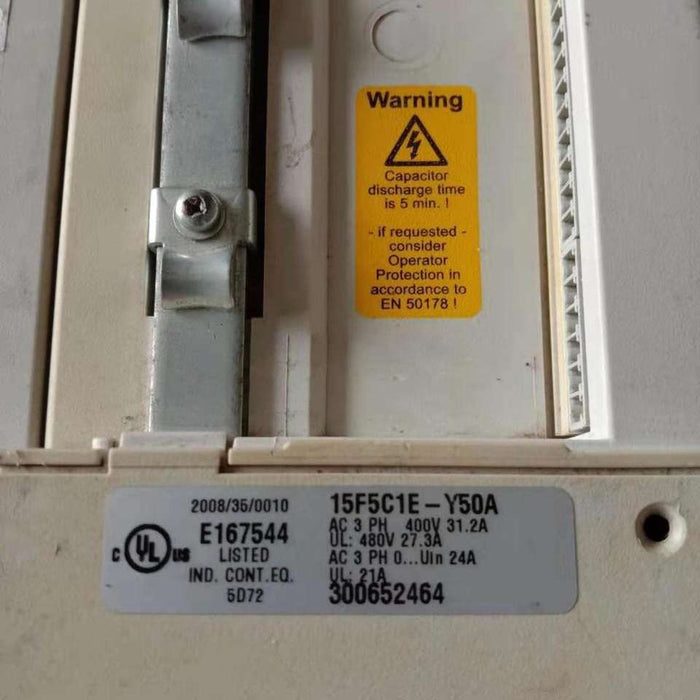 Warning
Capacitor
discharge time
is 5 min. !
- if requested -
consider
Operator
Protection in
accordance to
EN 50178 !
2008/35/0010
15F5C1E-Y50A
E167544
AC 3 PH 400V 31.2A
UL: 480V 27.3A
C UL US
LISTED
AC 3 PH 0...Uin 24A
IND. CONT.EQ.
UL: 21A
5D72
300652464